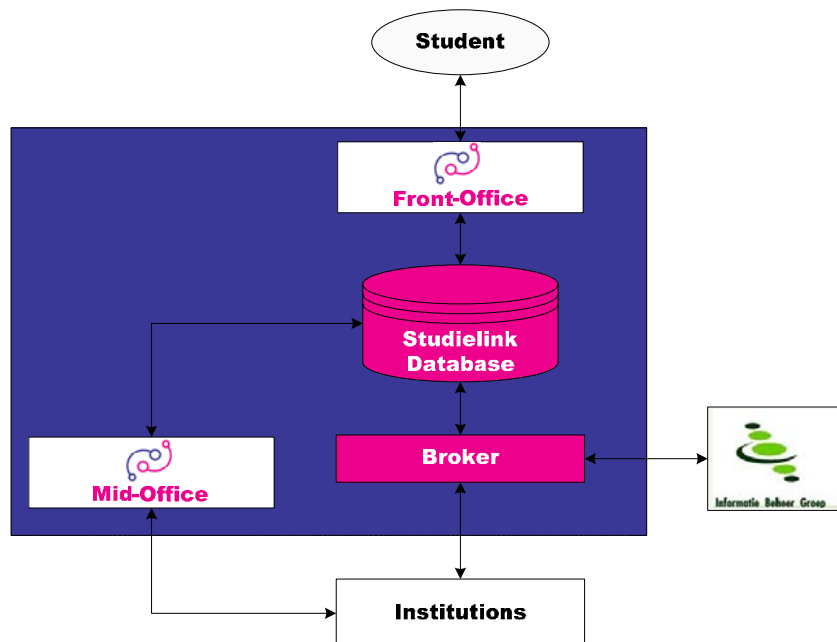 Student
Front-Office
Studielink
Database
Broker
Mid-Office
Informatie Beheer Groep
Institutions